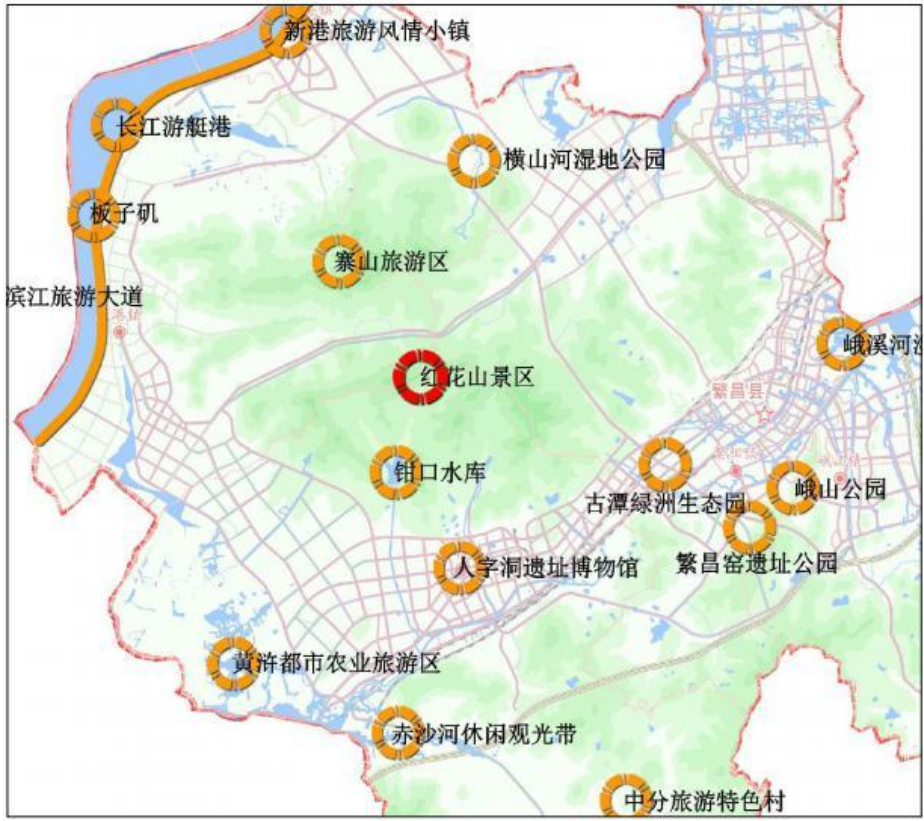 新港旅游风情小镇
长江游艇港
横山河湿地公园
板子矶
寨山旅游区
滨江旅游大道
峨溪河湿
红花山景区
繁昌县
钳口水库
峨山公园
古潭绿洲生态园
繁昌窑遗址公园
人字洞遗址博物馆
黄浒都市农业旅游区
赤沙河休闲观光带
中分旅游特色村